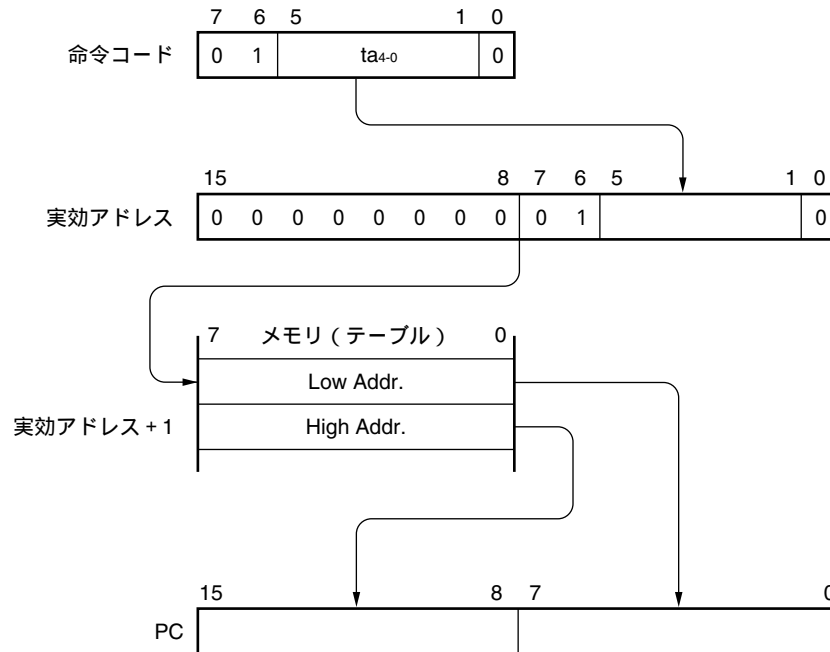 7 6 5 1 0
命令コード 0 1 ta4-0 0
15 8 7 6 5 1 0
実効アドレス 0 0 0 0 0 0 0 0 0 1 0
7 メモリ（テーブル） 0
Low Addr.
実効アドレス＋1 High Addr.
15 8 7 0
PC